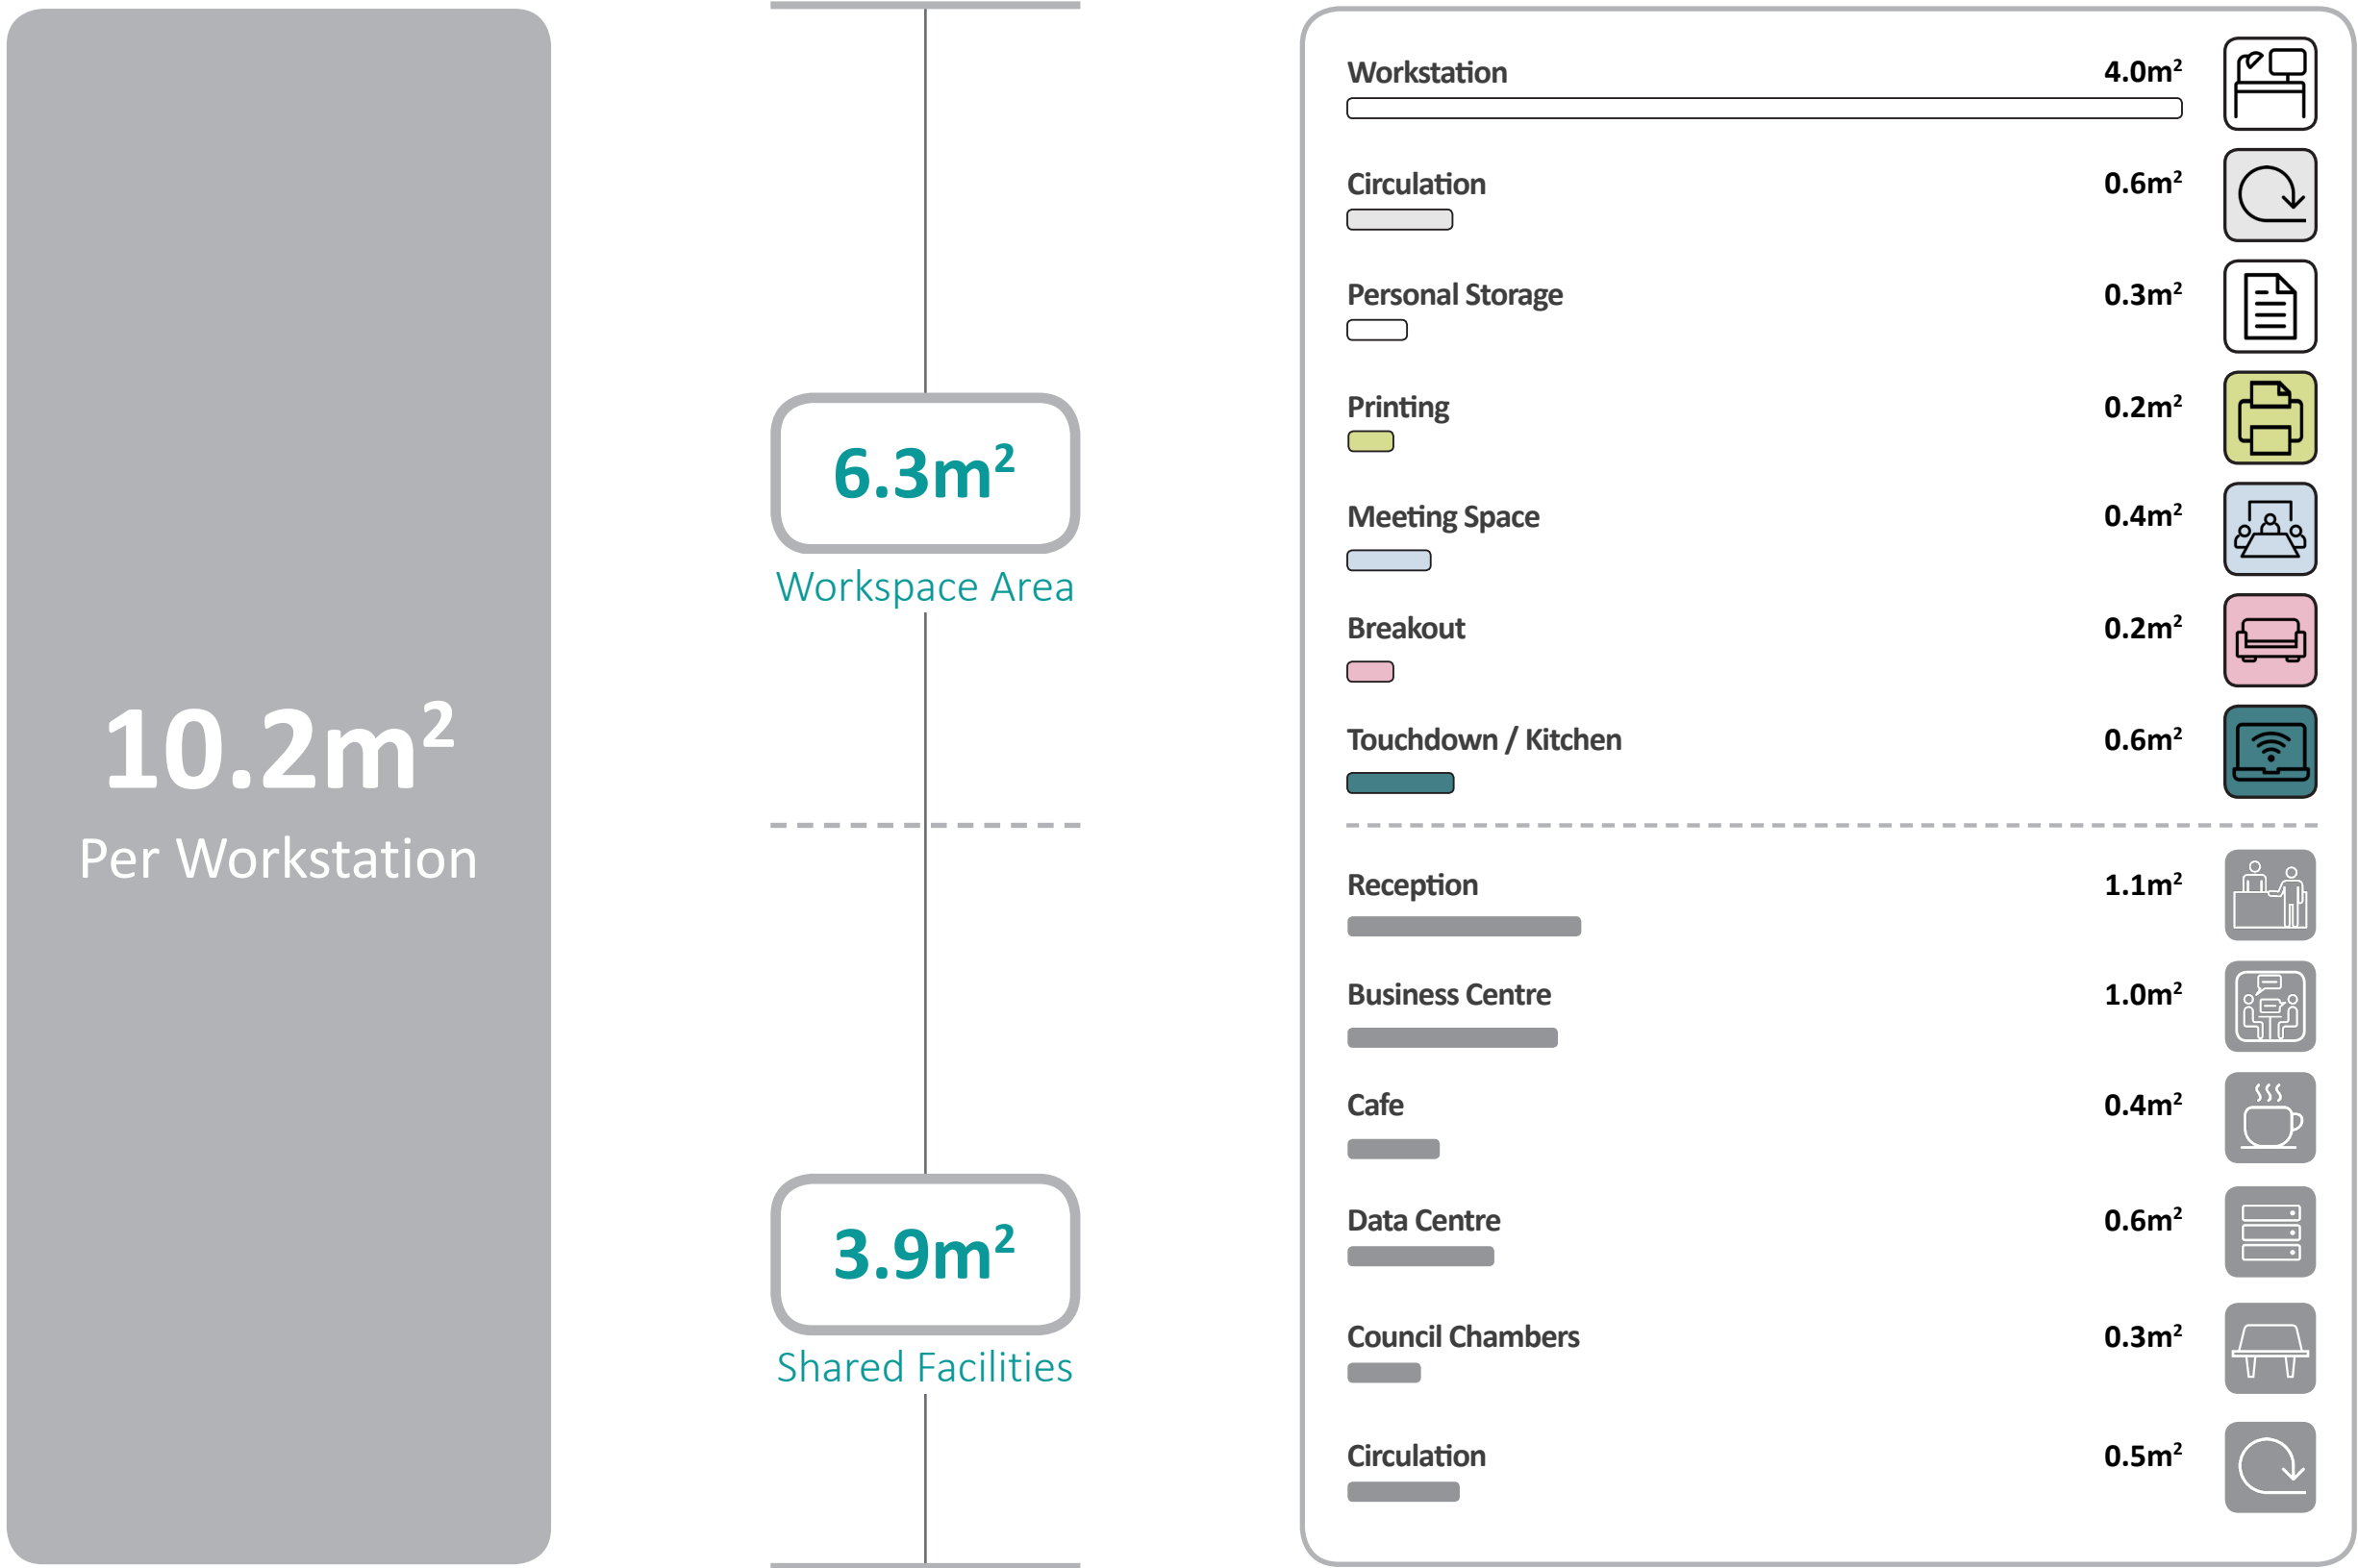 10.2m²
Per Workstation
6.3m²
Workspace Area
3.9m²
Shared Facilities
Workstation 4.0m²
Circulation 0.6m²
Personal Storage 0.3m²
Printing 0.2m²
Meeting Space 0.4m²
Breakout 0.2m²
Touchdown / Kitchen 0.6m²
Reception 1.1m²
Business Centre 1.0m²
Cafe 0.4m²
Data Centre 0.6m²
Council Chambers 0.3m²
Circulation 0.5m²